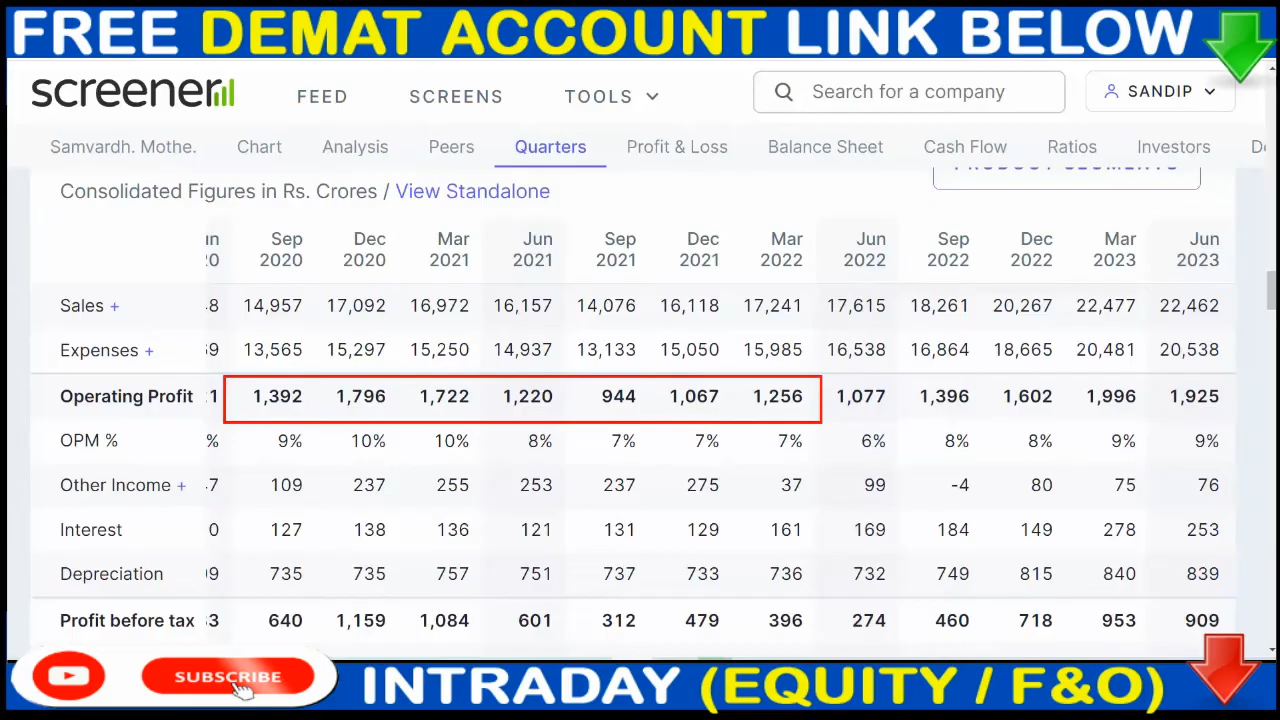 FREE DEMAT ACCOUNT LINK BELOW
screener FEED SCREENS TOOLS Search for a company SANDIP
Samvardh. Mothe. Chart Analysis Peers Quarters Profit & Loss Balance Sheet Cash Flow Ratios Investors
PRODUCT SEGMENTS
Consolidated Figures in Rs. Crores / View Standalone
Sep Dec Mar Jun Sep Dec Mar Jun Sep Dec Mar Jun
2020 2020 2021 2021 2021 2021 2022 2022 2022 2022 2023 2023
Sales + 14,957 17,092 16,972 16,157 14,076 16,118 17,241 17,615 18,261 20,267 22,477 22,462
Expenses + 13,565 15,297 15,250 14,937 13,133 15,050 15,985 16,538 16,864 18,665 20,481 20,538
Operating Profit 1,392 1,796 1,722 1,220 944 1,067 1,256 1,077 1,396 1,602 1,996 1,925
OPM % % 9% 10% 10% 8% 7% 7% 7% 6% 8% 8% 9% 9%
Other Income + 109 237 255 253 237 275 37 99 -4 80 75 76
Interest 127 138 136 121 131 129 161 169 184 149 278 253
Depreciation 735 735 757 751 737 733 736 732 749 815 840 839
Profit before tax 640 1,159 1,084 601 312 479 396 274 460 718 953 909
SUBSCRIBE
INTRADAY (EQUITY / F&O)